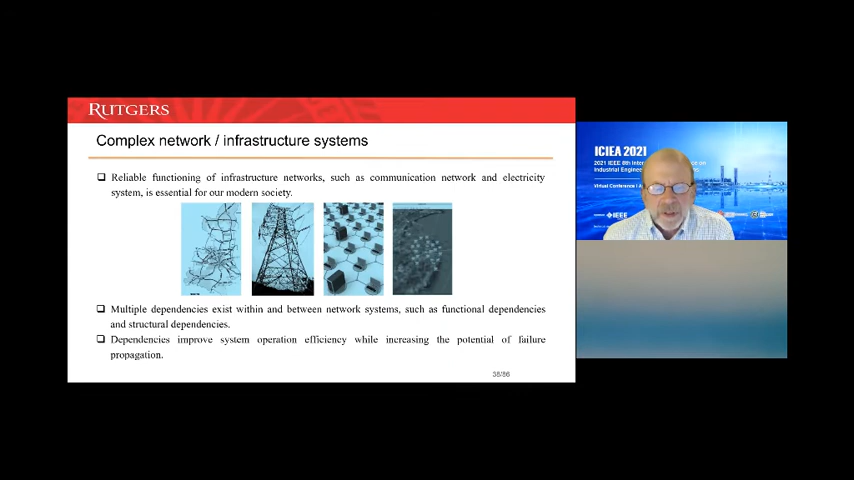 RUTGERS
Complex network / infrastructure systems
Reliable functioning of infrastructure networks, such as communication network and electricity
system, is essential for our modern society.
Multiple dependencies exist within and between network systems, such as functional dependencies
and structural dependencies.
Dependencies improve system operation efficiency while increasing the potential of failure
propagation.
38/86
ICIEA 2021
2021 IEEE 8th
on
Industrial Engine
Virtual Conference
IEEE